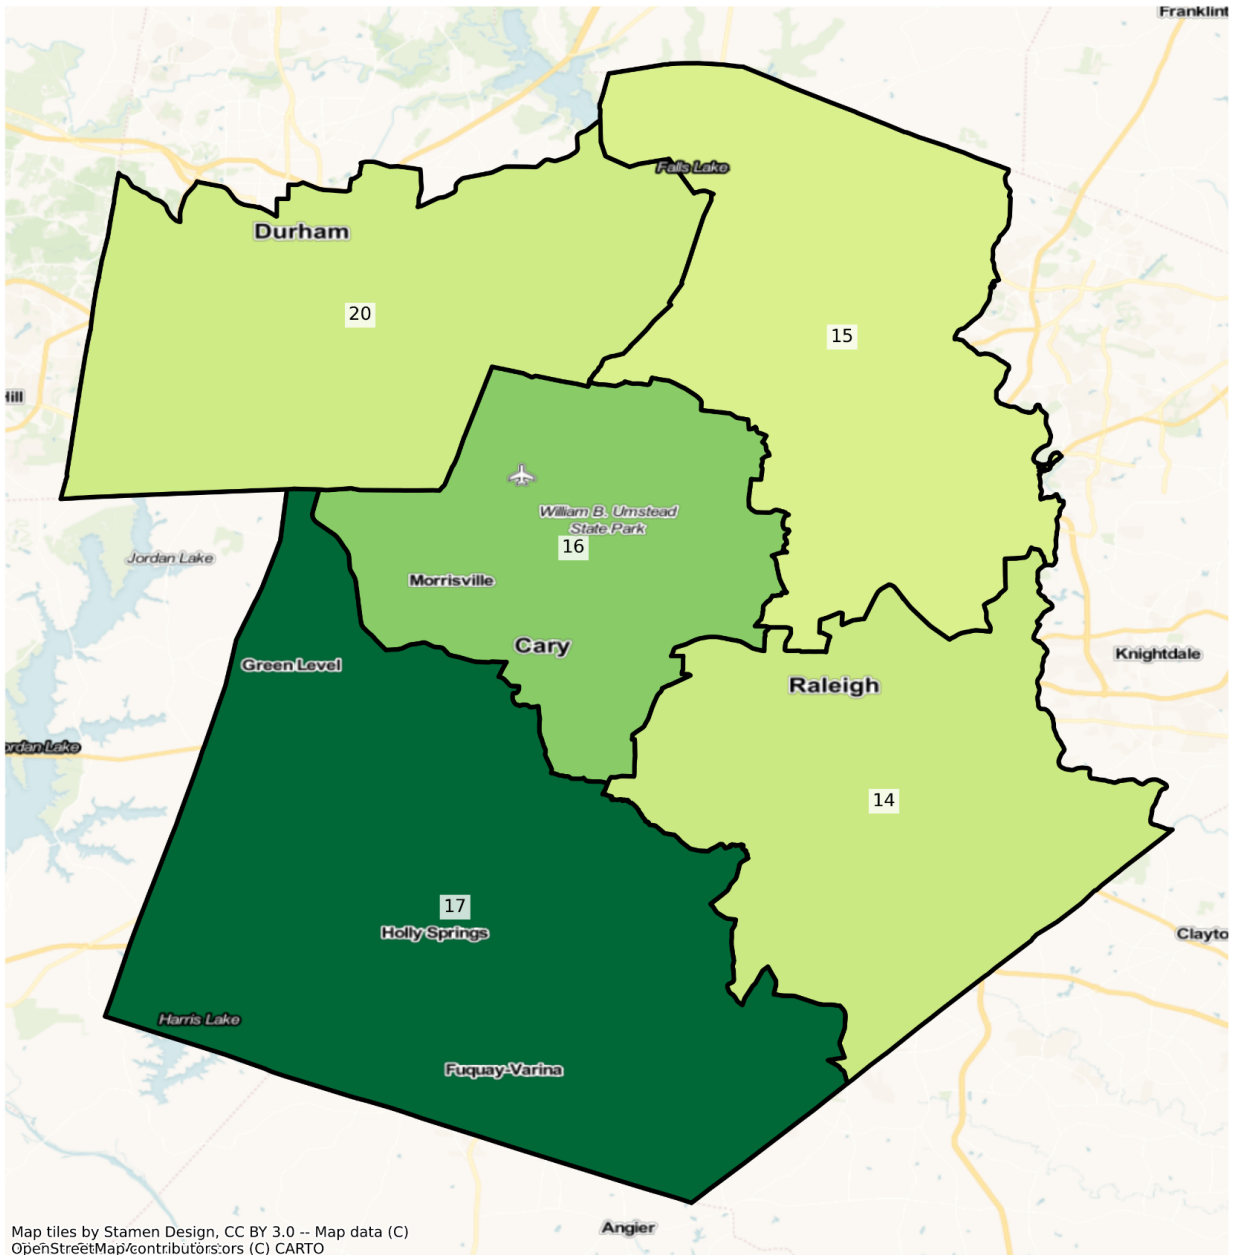 Franklint
Falls Lake
Durham
20
15
Hill
William B. Umstead
State Park
16
Jordan Lake
Morrisville
Cary
Green Level
Knightdale
Raleigh
ordan Lake
14
17
Holly Springs
Clayto
Harris Lake
Fuquay-Varina
Angier
Map tiles by Stamen Design, CC BY 3.0 -- Map data (C)
OpenStreetMap contributors (C) CARTO